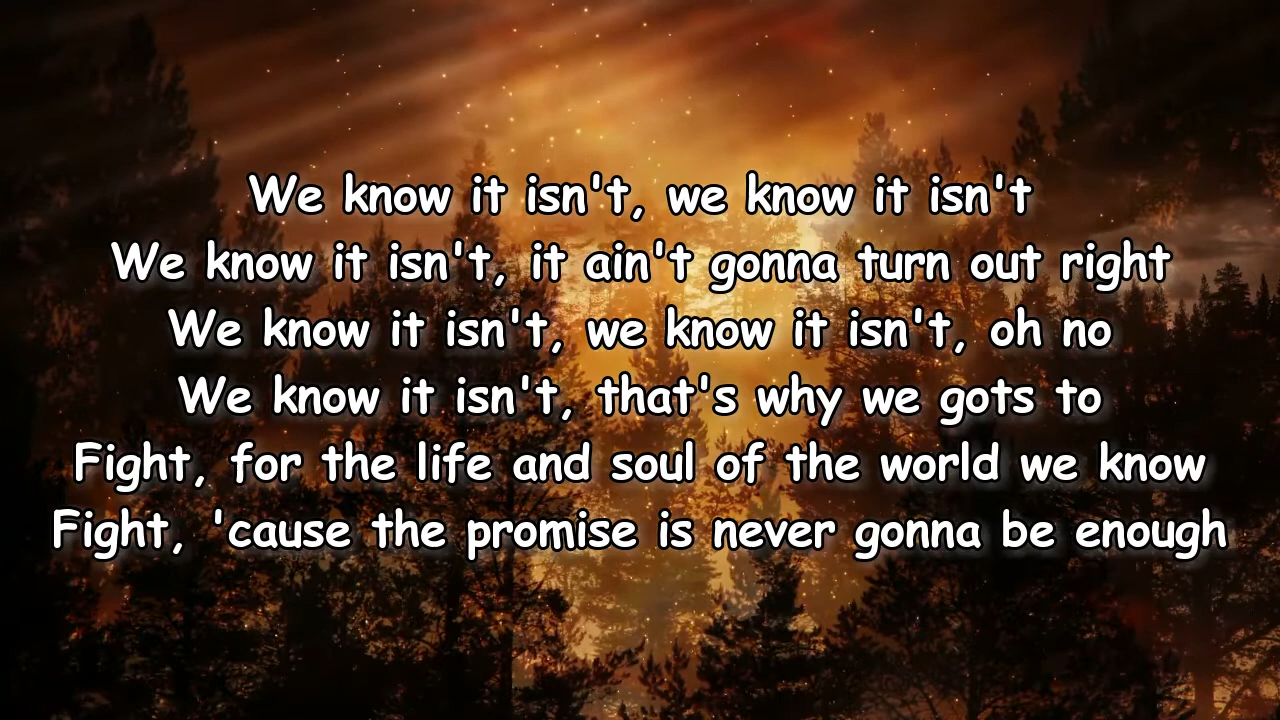 We know it isn't, we know it isn't
We know it isn't, it ain't gonna turn out right
We know it isn't, we know it isn't, oh no
We know it isn't, that's why we gots to
Fight, for the life and soul of the world we know
Fight, 'cause the promise is never gonna be enough